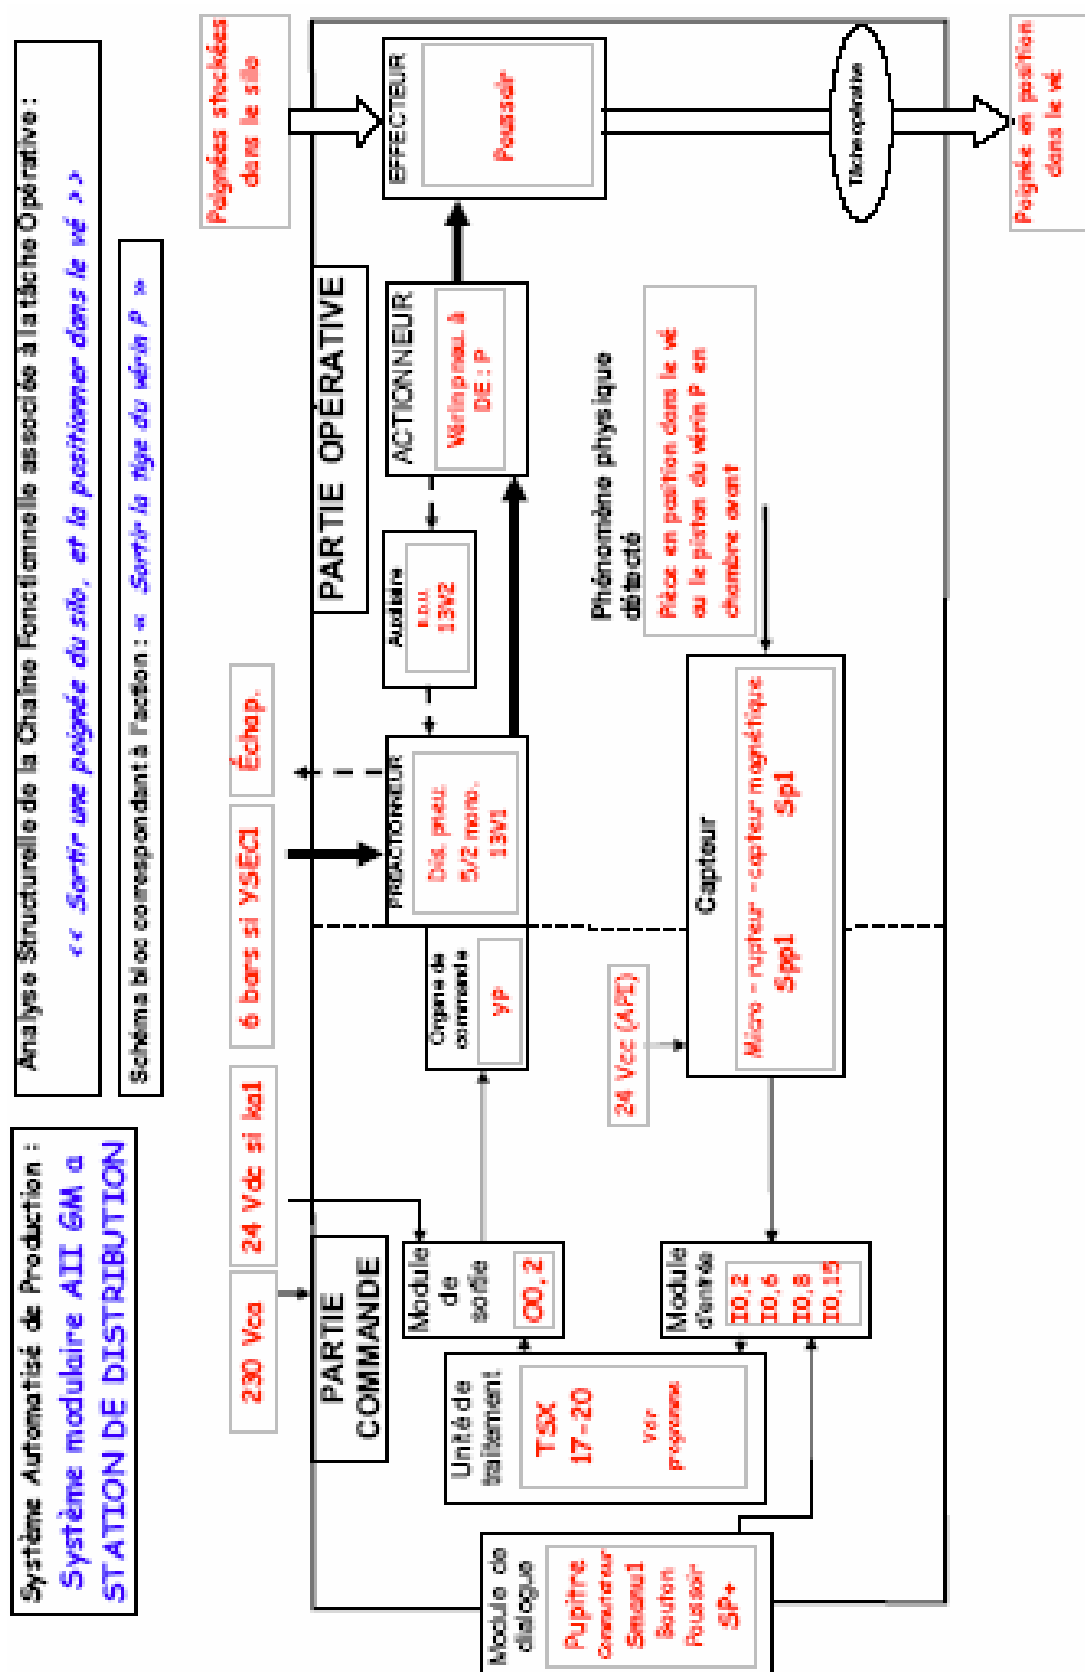 Système Automatisé de Production :
Système modulaire AII GM a
STATION DE DISTRIBUTION
Analyse Structurelle de la Chaîne Fonctionnelle associée à la tâche Opérative :
<< Sortir une poignée du silo, et la positionner dans le vé >>
Schéma bloc correspondant à l'action : « Sortir la tige du vérin P »
230 Vca
24 Vdc si ka1
6 bars si YSEC1
Échap.
Poignées stockées
dans le silo
PARTIE
COMMANDE
PARTIE OPÉRATIVE
Module de
dialogue
Pupitre
Commutateur
Smanu1
Bouton
Poussoir
SP+
Unité de
traitement
TSX
17-20
Voir
programme
Module
de
sortie
O0,2
Organe de
commande
YP
PRÉACTIONNEUR
Dis. pneu.
5/2 mono.
13V1
Auxiliaire
R.D.U.
13V2
ACTIONNEUR
Vérin pneu. à
DE : P
EFFECTEUR
Poussoir
Tâche opérative
Poignée en position
dans le vé
Module
d'entrée
I0,2
I0,6
I0,8
I0,15
24 Vcc (API)
Capteur
Micro - rupteur - capteur magnétique
Spp1 Sp1
Phénomène physique
détecté
Pièce en position dans le vé
ou le piston du vérin P en
chambre avant